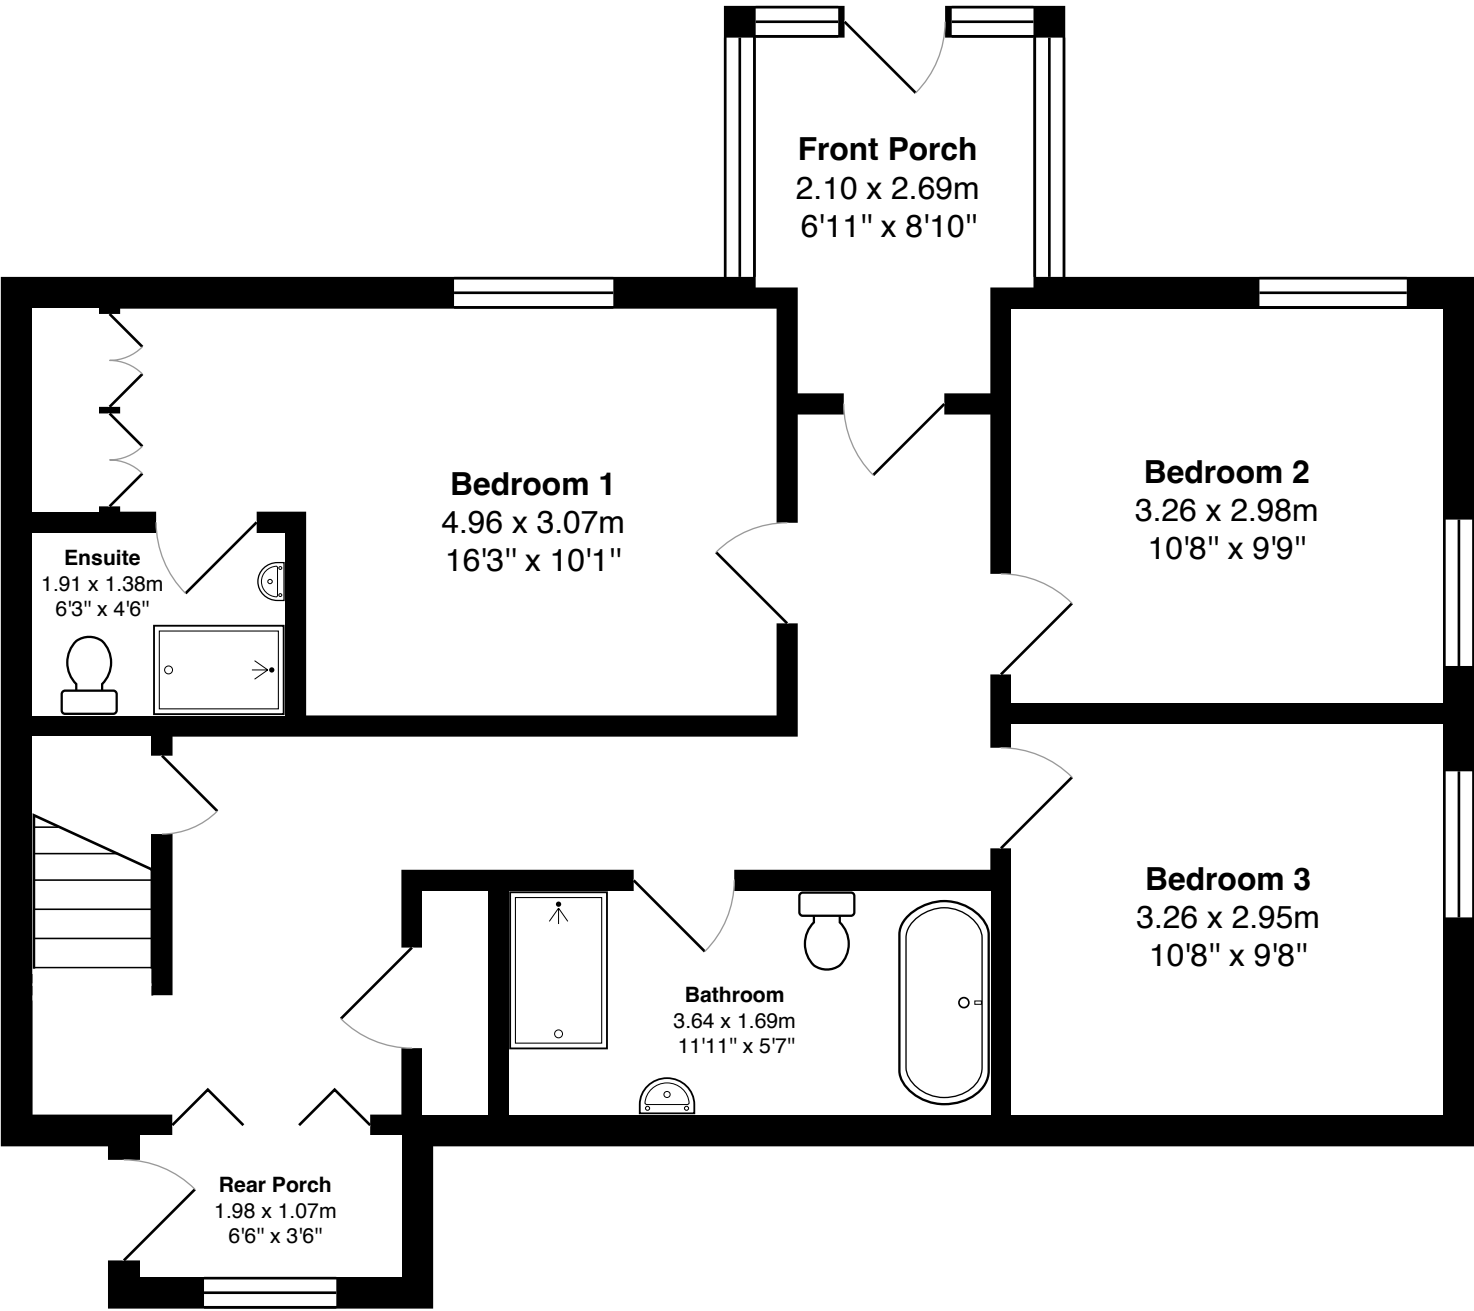 Front Porch
2.10 x 2.69m
6'11" x 8'10"
Bedroom 1
4.96 x 3.07m
16'3" x 10'1"
Bedroom 2
3.26 x 2.98m
10'8" x 9'9"
Ensuite
1.91 x 1.38m
6'3" x 4'6"
Bedroom 3
3.26 x 2.95m
10'8" x 9'8"
Bathroom
3.64 x 1.69m
11'11" x 5'7"
Rear Porch
1.98 x 1.07m
6'6" x 3'6"